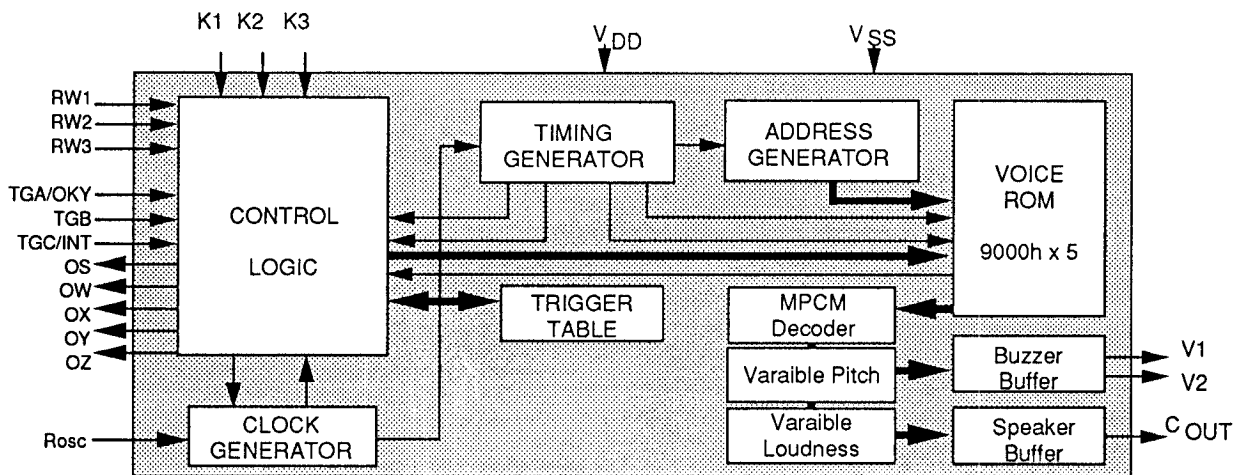 K1 K2 K3
VDD
VSS
RW1
RW2
RW3
TGA/OKY
TGB
TGC/INT
OS
OW
OX
OY
OZ
Rosc
CONTROL
LOGIC
CLOCK
GENERATOR
TIMING
GENERATOR
ADDRESS
GENERATOR
VOICE
ROM
9000h x 5
TRIGGER
TABLE
MPCM
Decoder
Varaible Pitch
Varaible
Loudness
Buzzer
Buffer
Speaker
Buffer
V1
V2
COUT